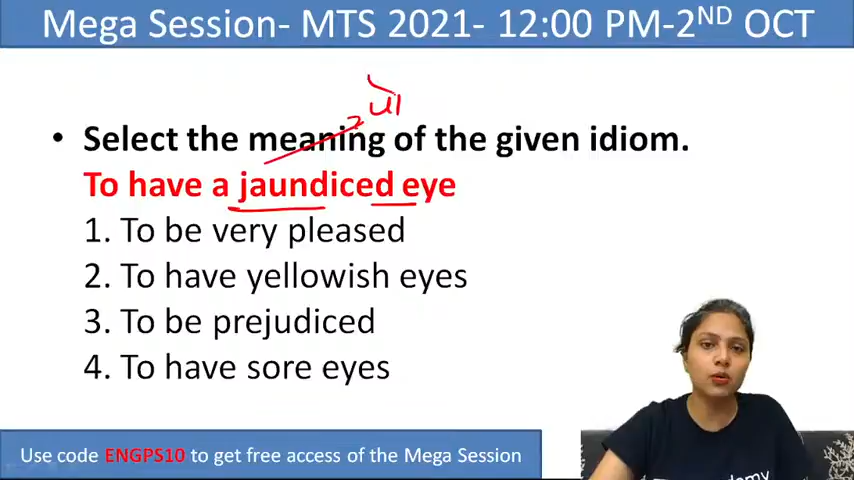 Mega Session- MTS 2021- 12:00 PM-2ND OCT
• Select the meaning of the given idiom.
To have a jaundiced eye
1. To be very pleased
2. To have yellowish eyes
3. To be prejudiced
4. To have sore eyes
Use code ENGPS10 to get free access of the Mega Session